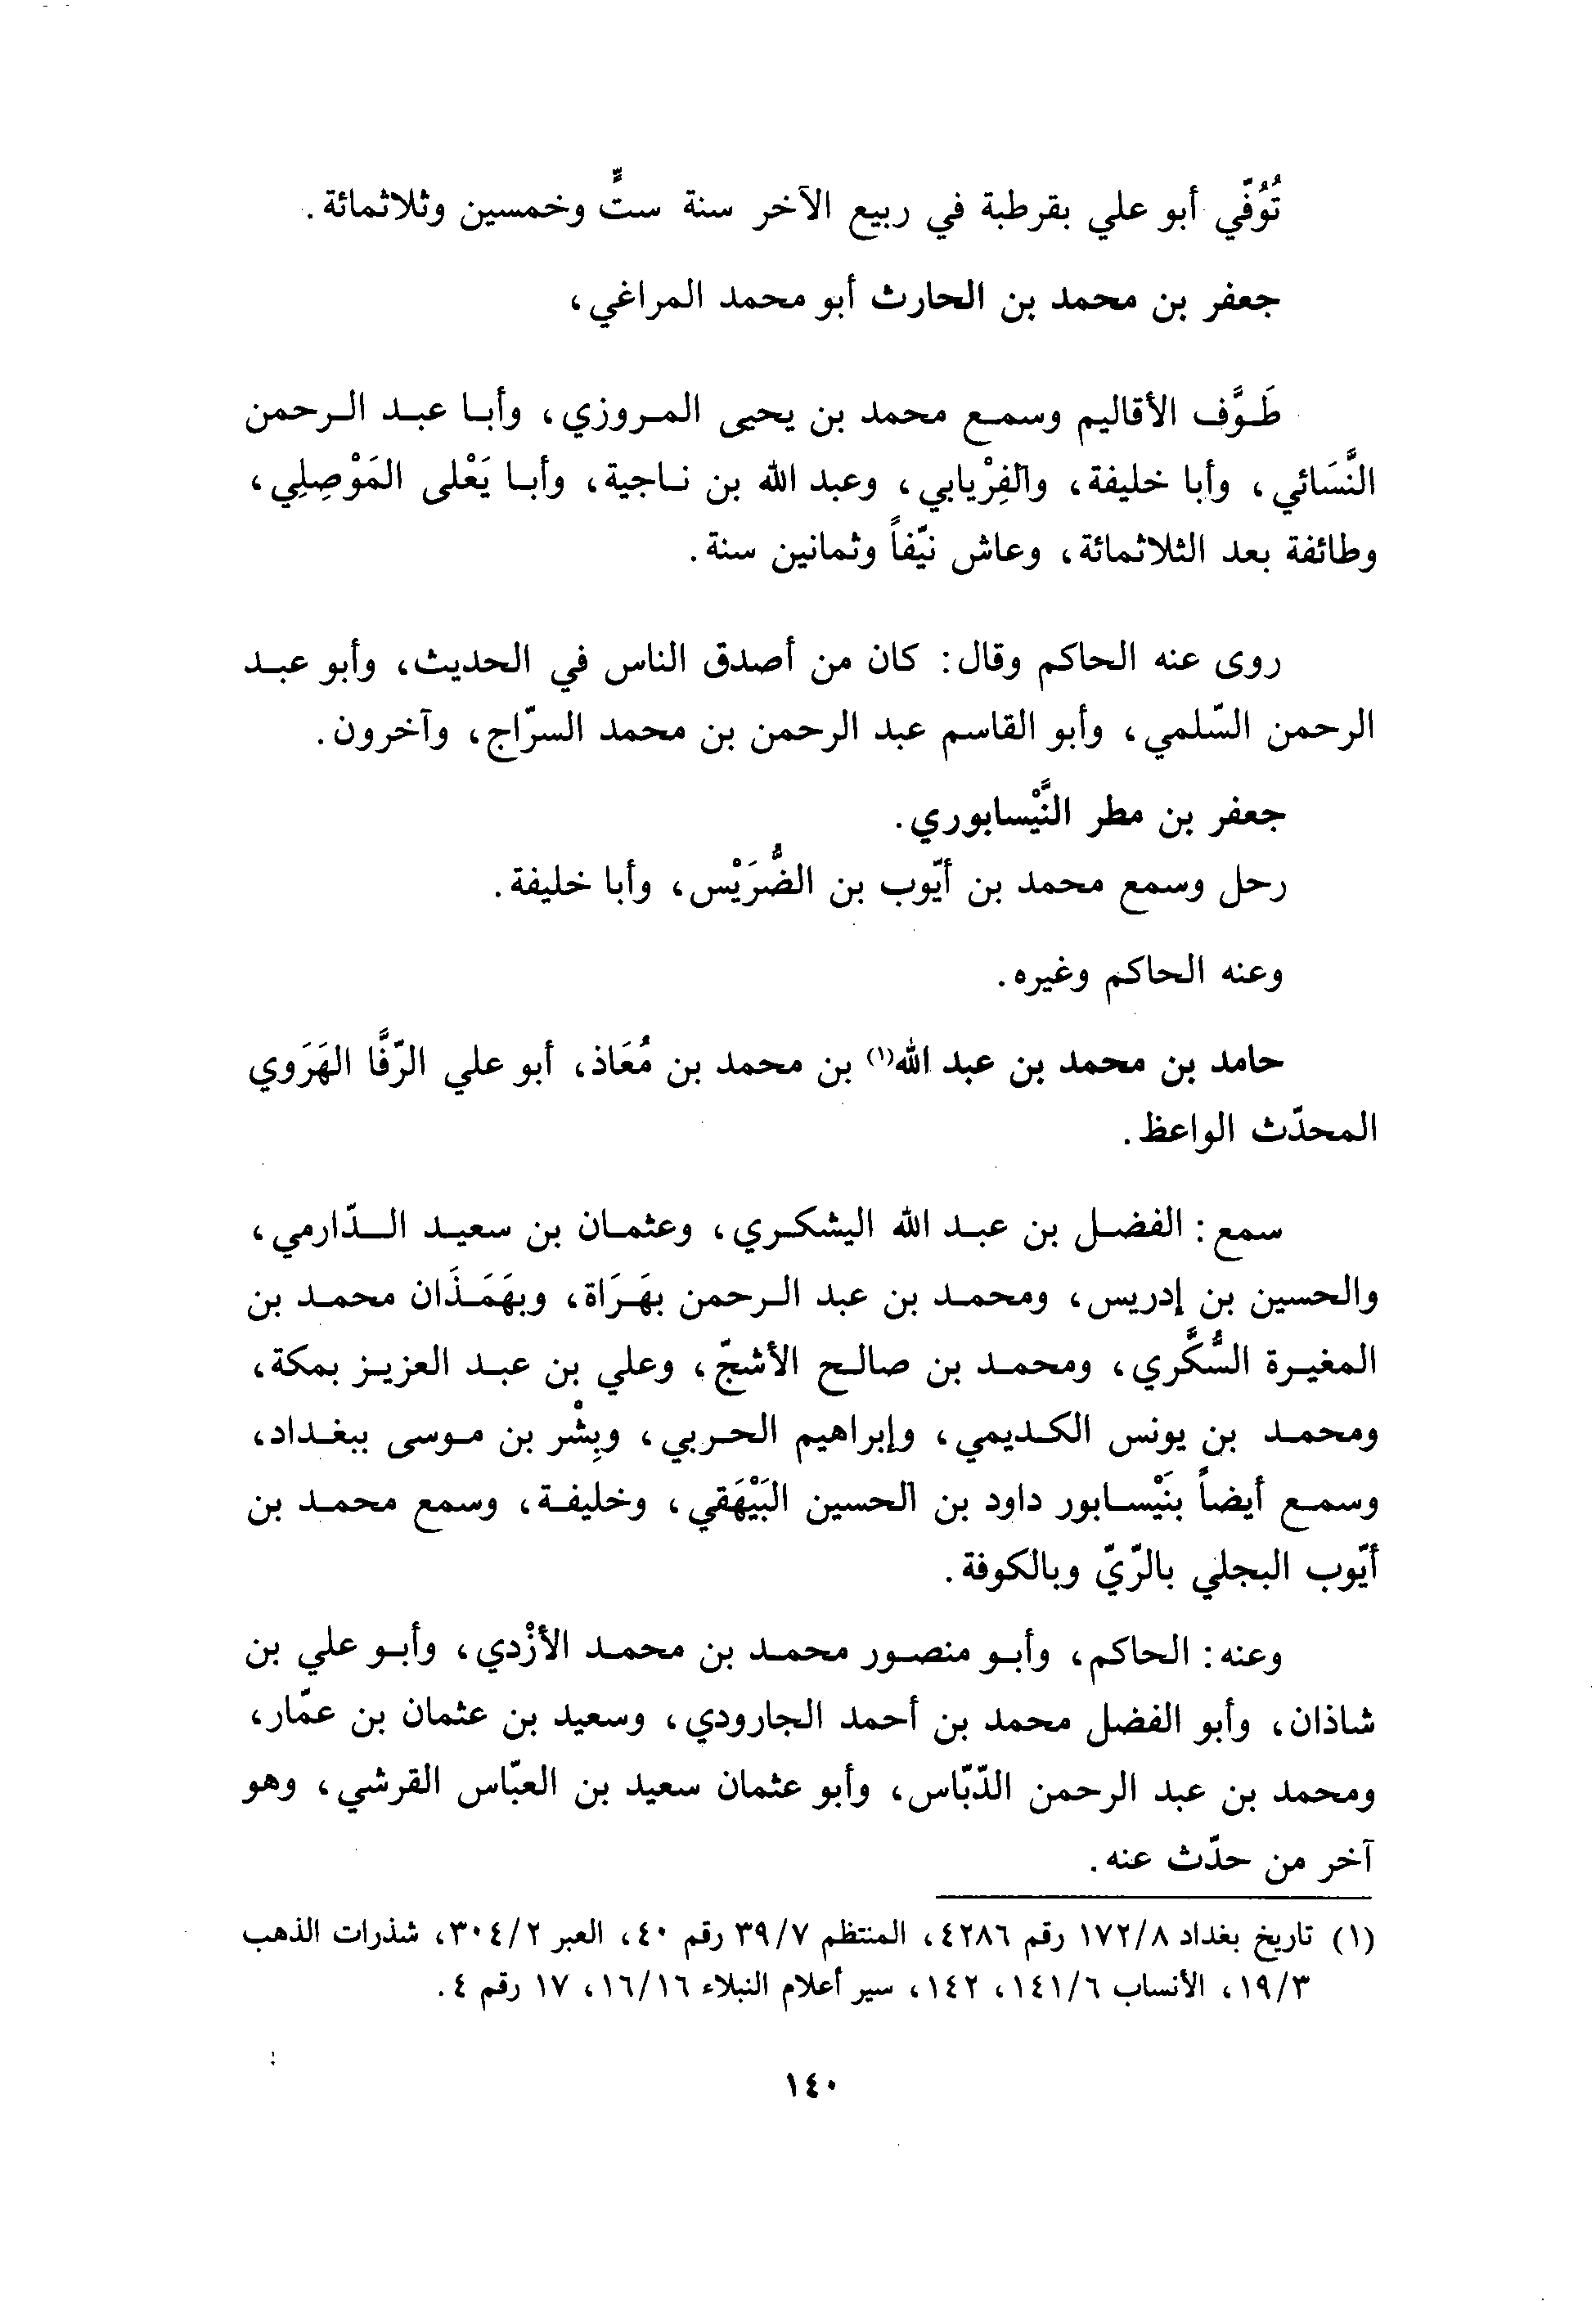 تُوُفّي أبو علي بقرطبة في ربيع الآخر سنة ستٍّ وخمسين وثلاثمائة.
جعفر بن محمد بن الحارث أبو محمد المراغي،
طَوَّف الأقاليم وسمع محمد بن يحيى المروزي، وأبا عبد الرحمن
النَّسَائي، وأبا خليفة، والفِرْيابي، وعبد الله بن ناجية، وأبا يَعْلى المَوْصِلِي،
وطائفة بعد الثلاثمائة، وعاش نيّفاً وثمانين سنة.
روى عنه الحاكم وقال: كان من أصدق الناس في الحديث، وأبو عبد
الرحمن السّلمي، وأبو القاسم عبد الرحمن بن محمد السرّاج، وآخرون.
جعفر بن مطر النَّيْسابوري.
رحل وسمع محمد بن أيّوب بن الضُّرَيْس، وأبا خليفة.
وعنه الحاكم وغيره.
حامد بن محمد بن عبد الله(١) بن محمد بن مُعَاذ، أبو علي الرّفَّا الهَرَوي
المحدّث الواعظ.
سمع: الفضل بن عبد الله اليشكري، وعثمان بن سعيد الدّارمي،
والحسين بن إدريس، ومحمد بن عبد الرحمن بهَرَاة، وبهَمَذَان محمد بن
المغيرة السُّكَّري، ومحمد بن صالح الأشجّ، وعلي بن عبد العزيز بمكة،
ومحمد بن يونس الكديمي، وإبراهيم الحربي، وبِشْر بن موسى ببغداد،
وسمع أيضاً بنَيْسابور داود بن الحسين البَيْهَقي، وخليفة، وسمع محمد بن
أيّوب البجلي بالرّيّ وبالكوفة.
وعنه: الحاكم، وأبو منصور محمد بن محمد الأزْدي، وأبو علي بن
شاذان، وأبو الفضل محمد بن أحمد الجارودي، وسعيد بن عثمان بن عمّار،
ومحمد بن عبد الرحمن الدّبّاس، وأبو عثمان سعيد بن العبّاس القرشي، وهو
آخر من حدّث عنه.
(١) تاريخ بغداد ١٧٢/٨ رقم ٤٢٨٦، المنتظم ٣٩/٧ رقم ٤٠، العبر ٣٠٤/٢، شذرات الذهب
١٩/٣، الأنساب ١٤١/٦، ١٤٢، سير أعلام النبلاء ١٦/١٦، ١٧ رقم ٤.
١٤٠